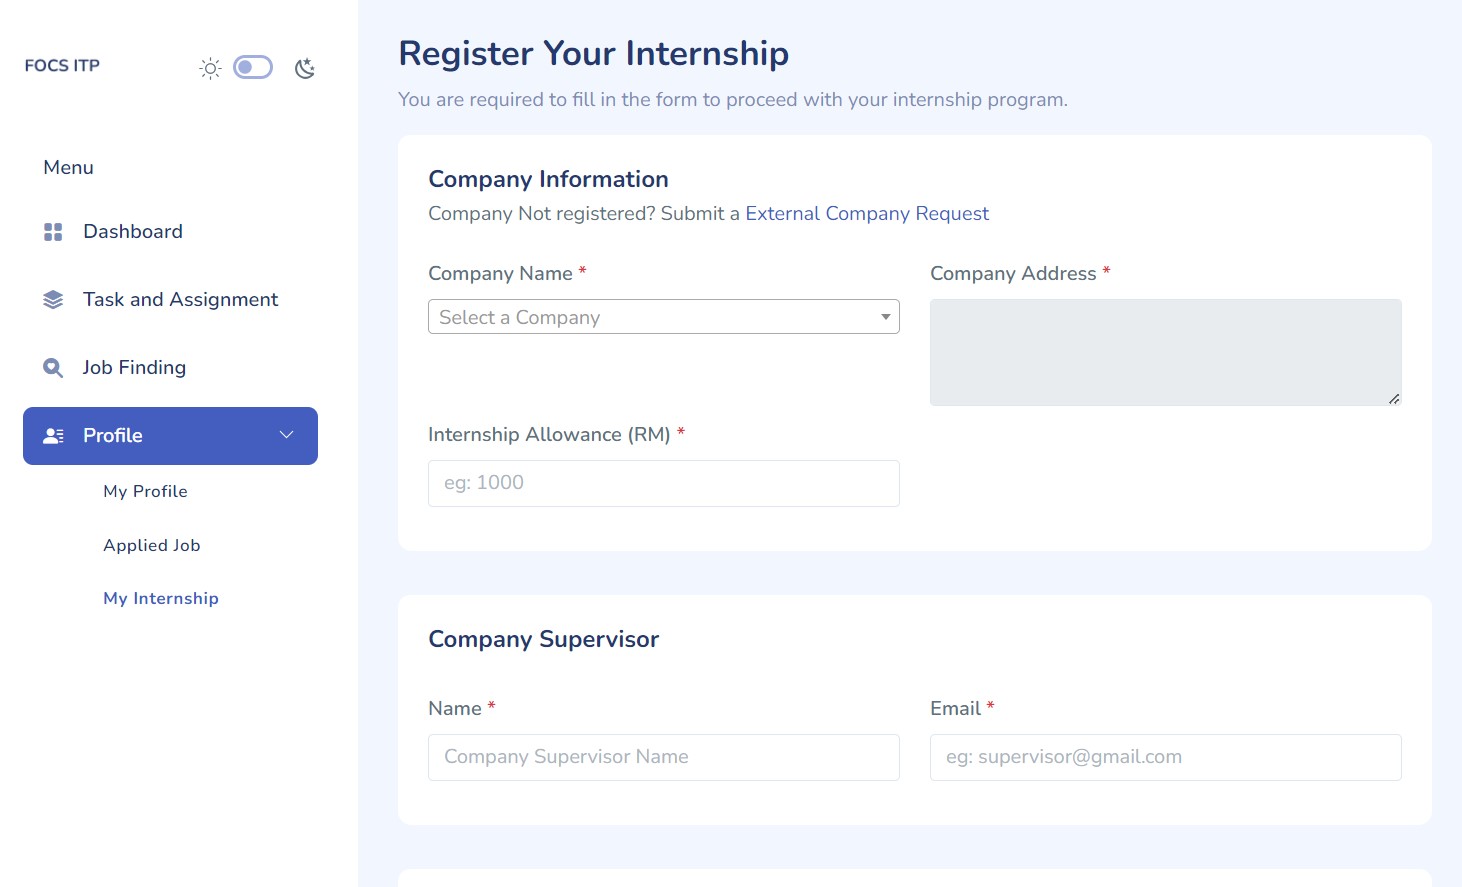 FOCS ITP
Menu
Dashboard
Task and Assignment
Job Finding
Profile
My Profile
Applied Job
My Internship
Register Your Internship
You are required to fill in the form to proceed with your internship program.
Company Information
Company Not registered? Submit a External Company Request
Company Name *
Select a Company
Company Address *
Internship Allowance (RM) *
eg: 1000
Company Supervisor
Name *
Company Supervisor Name
Email *
eg: supervisor@gmail.com